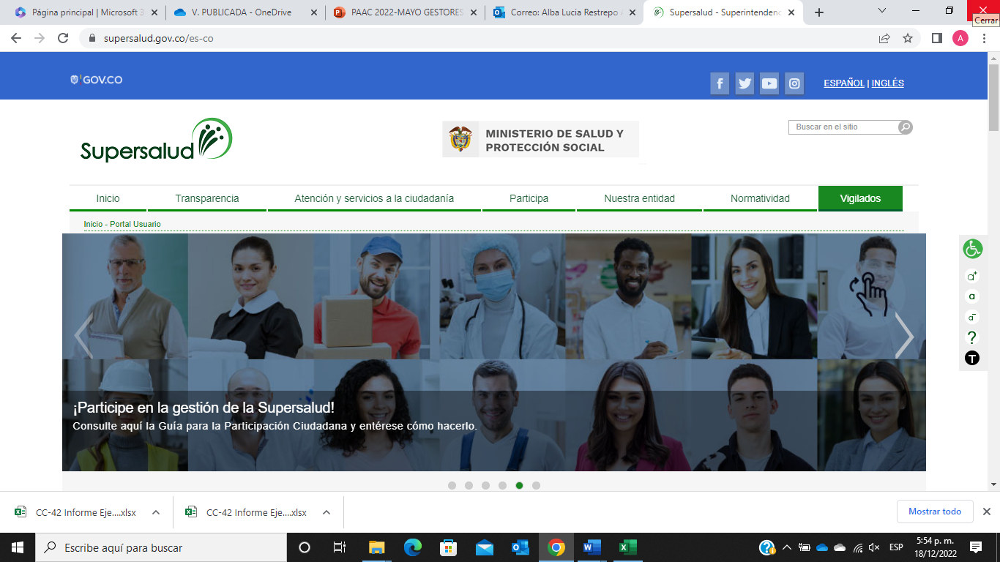 Página principal | Microsoft 3
V. PUBLICADA - OneDrive
PAAC 2022-MAYO GESTORES
Correo: Alba Lucia Restrepo A
Supersalud - Superintendenc
Cerrar
supersalud.gov.co/es-co
A
GOV.CO
ESPAÑOL | INGLÉS
Supersalud
MINISTERIO DE SALUD Y
PROTECCIÓN SOCIAL
Buscar en el sitio
Inicio
Transparencia
Atención y servicios a la ciudadanía
Participa
Nuestra entidad
Normatividad
Vigilados
Inicio - Portal Usuario
a+
a
a-
?
T
¡Participe en la gestión de la Supersalud!
Consulte aquí la Guía para la Participación Ciudadana y entérese cómo hacerlo.
CC-42 Informe Eje....xlsx
CC-42 Informe Eje....xlsx
Mostrar todo
Escribe aquí para buscar
ESP
5:54 p. m.
18/12/2022